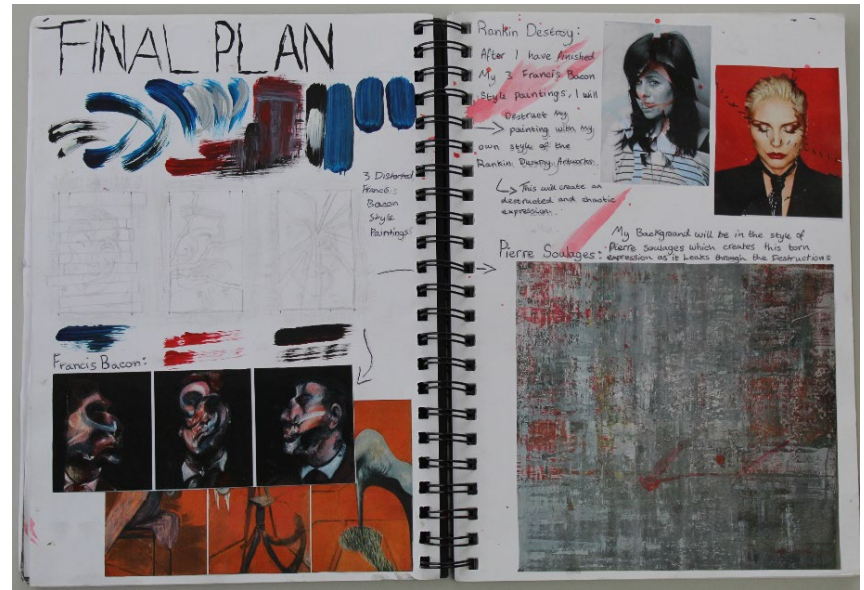 FINAL PLAN
3 Distorted
Francis
Bacon
Style
Paintings:
Francis Bacon:
Rankin Destroy:
After I have finished
My 3 Francis Bacon
Style paintings, I will
Destruct my
painting with my
own style of the
Rankin Destroy Artworks.
This will create an
destructed and chaotic
expression.
Pierre Soulages:
My Background will be in the style of
Pierre Soulages which creates this torn
expression as it Leaks through the Destruction